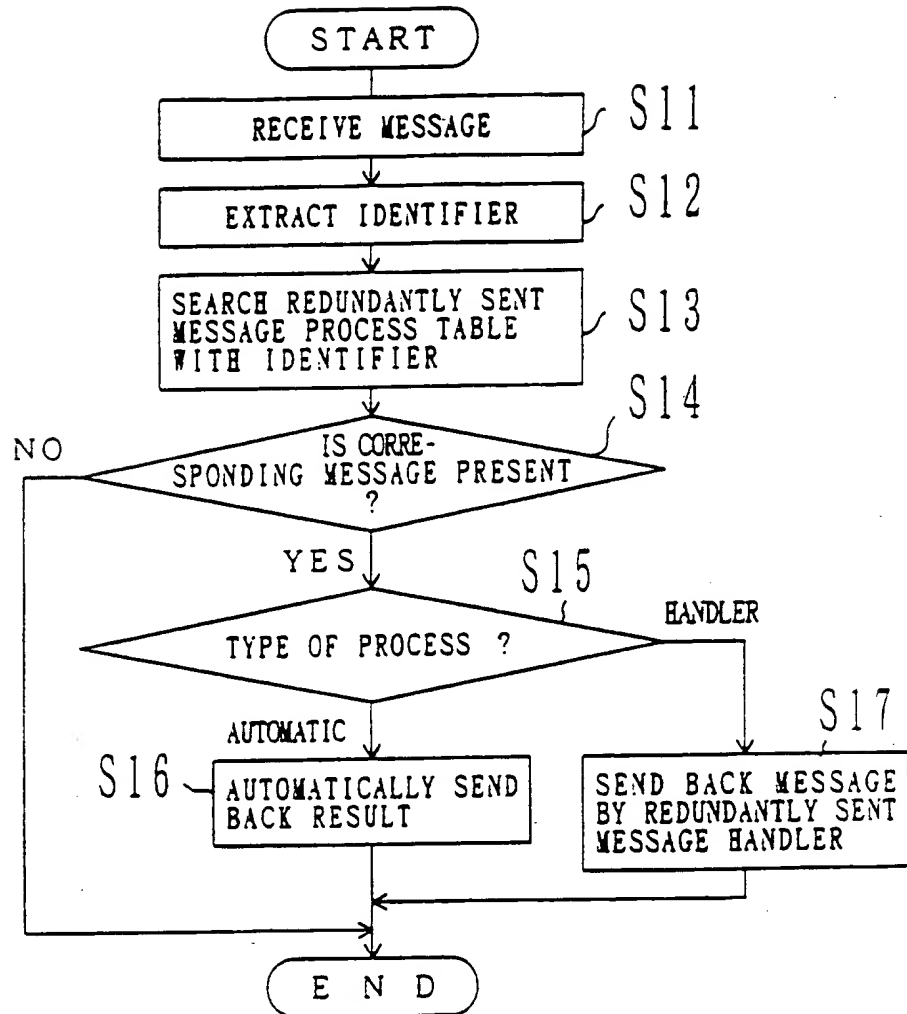 START
RECEIVE MESSAGE
S11
EXTRACT IDENTIFIER
S12
SEARCH REDUNDANTLY SENT
MESSAGE PROCESS TABLE
WITH IDENTIFIER
S13
S14
IS CORRE-
SPONDING MESSAGE PRESENT
?
NO
YES
S15
TYPE OF PROCESS ?
HANDLER
AUTOMATIC
S16
AUTOMATICALLY SEND
BACK RESULT
S17
SEND BACK MESSAGE
BY REDUNDANTLY SENT
MESSAGE HANDLER
END